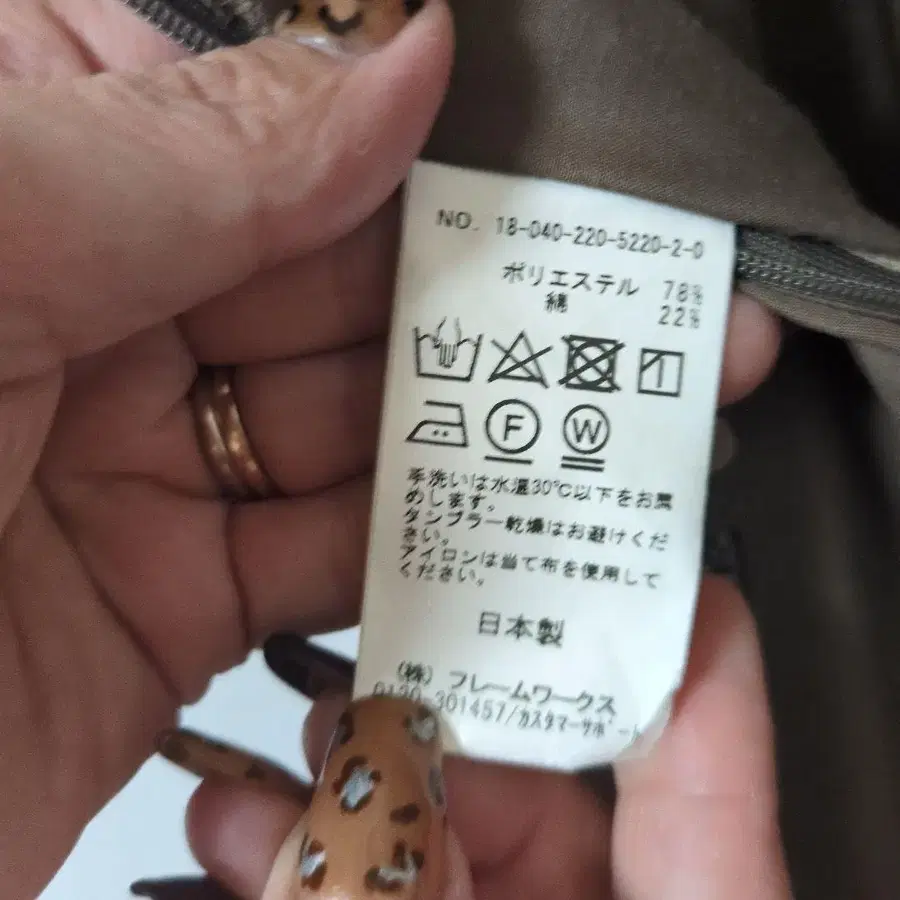 NO. 18-040-220-5220-2-0
ポリエステル 78%
綿 22%
F W
手洗いは水温30℃以下をお薦
めします。
タンブラー乾燥はお避けくだ
さい。
アイロンは当て布を使用して
ください。
日本製
(株) フレームワークス
0120-301457/カスタマーサポート